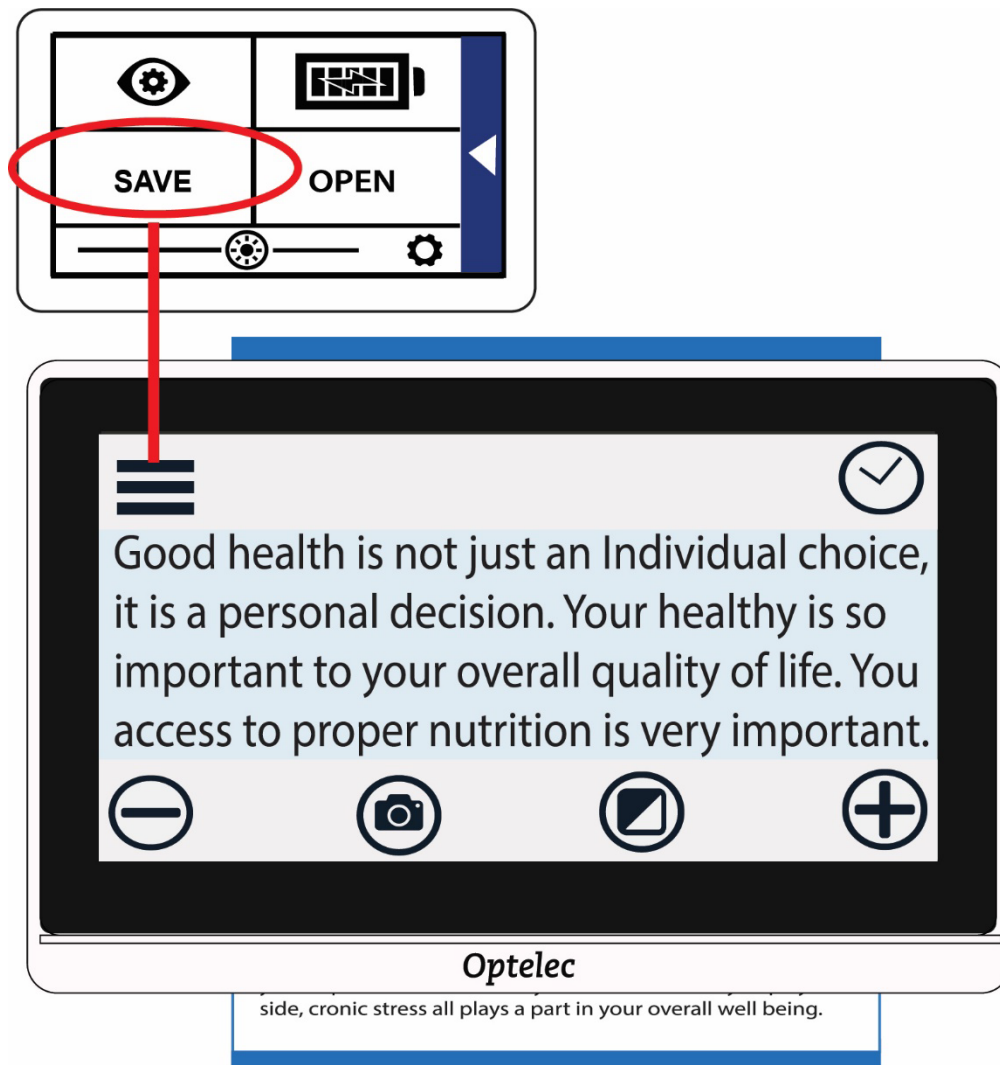 SAVE
OPEN
Good health is not just an Individual choice,
it is a personal decision. Your healthy is so
important to your overall quality of life. You
access to proper nutrition is very important.
Optelec
side, cronic stress all plays a part in your overall well being.